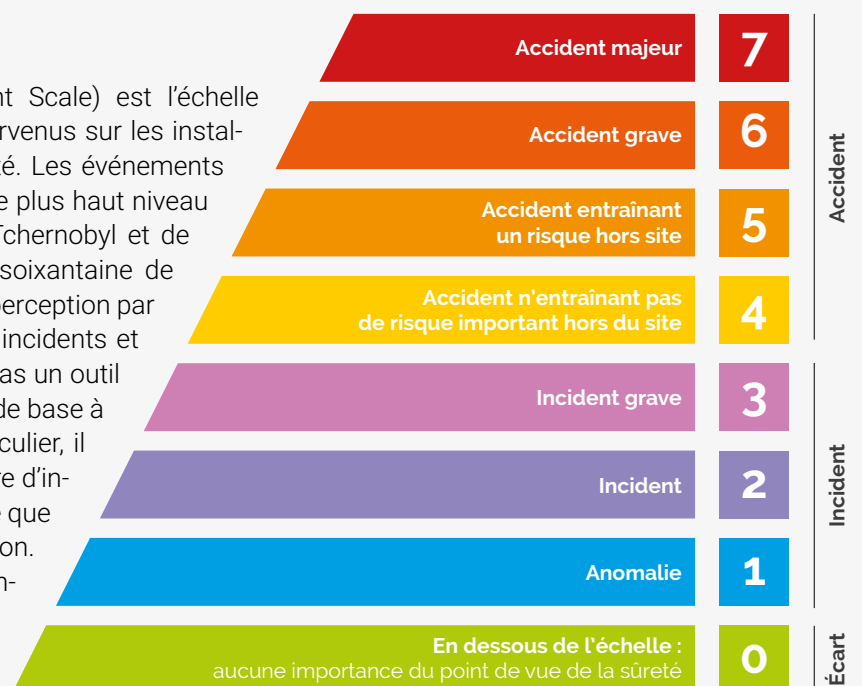 nt Scale) est l'échelle
rvenus sur les instal-
té. Les événements
e plus haut niveau
Tchernobyl et de
soixantaine de
perception par
incidents et
as un outil
de base à
culier, il
re d'in-
e que
on.
n-
Accident majeur 7
Accident grave 6
Accident entraînant
un risque hors site 5
Accident n'entraînant pas
de risque important hors du site 4
Accident
Incident grave 3
Incident 2
Anomalie 1
Incident
En dessous de l'échelle :
aucune importance du point de vue de la sûreté 0
Écart